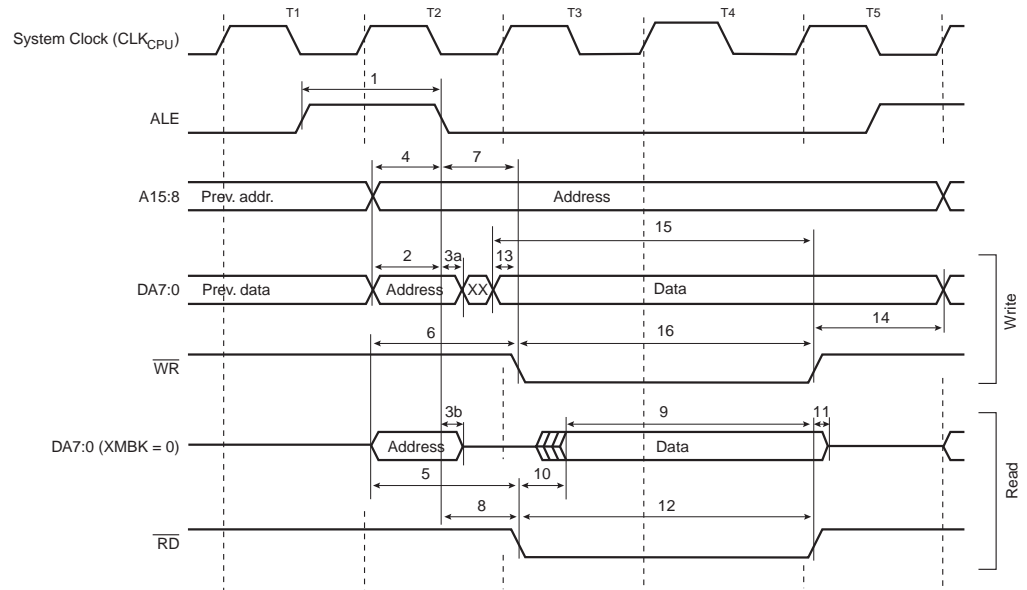 T1 T2 T3 T4 T5
System Clock (CLKCPU)
1
ALE
4 7
A15:8 Prev. addr. Address
15
2 3a 13
DA7:0 Prev. data Address XX Data
14
6 16
WR
Write
3b 9 11
DA7:0 (XMBK = 0) Address Data
5 10
8 12
RD
Read